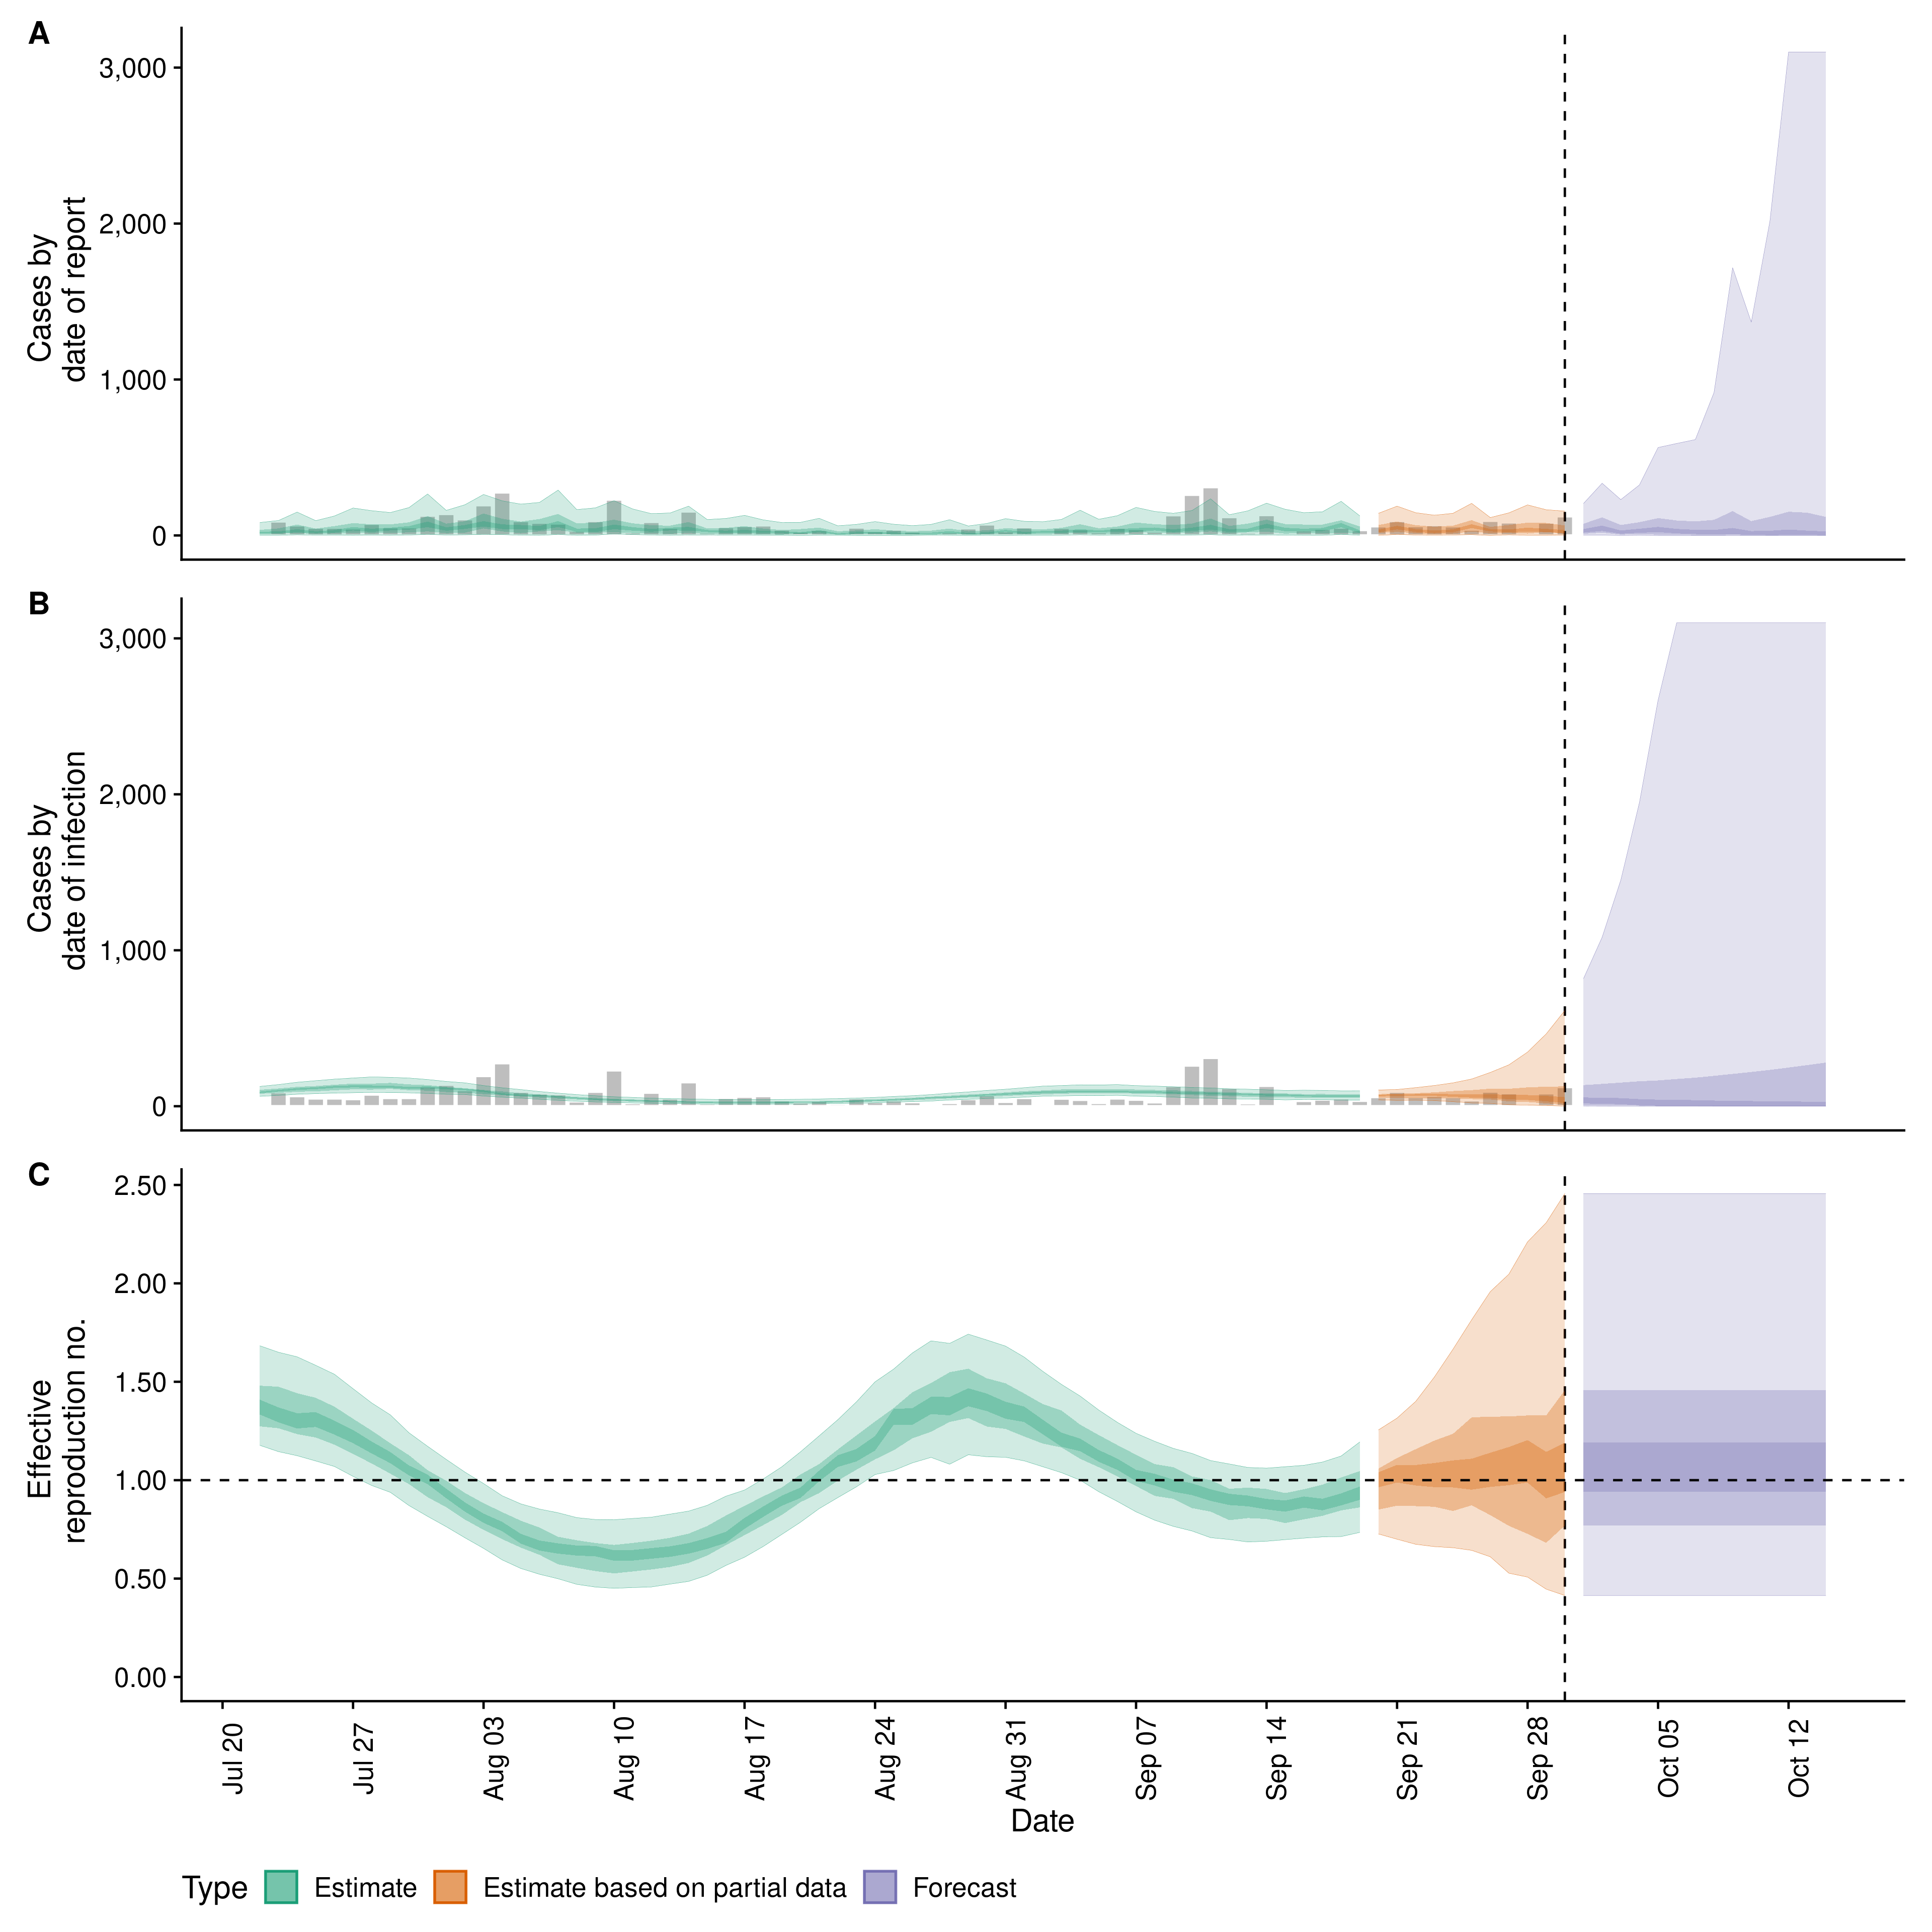 A
3,000
2,000
1,000
0
Cases by
date of report
B
3,000
2,000
1,000
0
Cases by
date of infection
C
2.50
2.00
1.50
1.00
0.50
0.00
Effective
reproduction no.
Jul 20
Jul 27
Aug 03
Aug 10
Aug 17
Aug 24
Aug 31
Sep 07
Sep 14
Sep 21
Sep 28
Oct 05
Oct 12
Date
Type
Estimate
Estimate based on partial data
Forecast